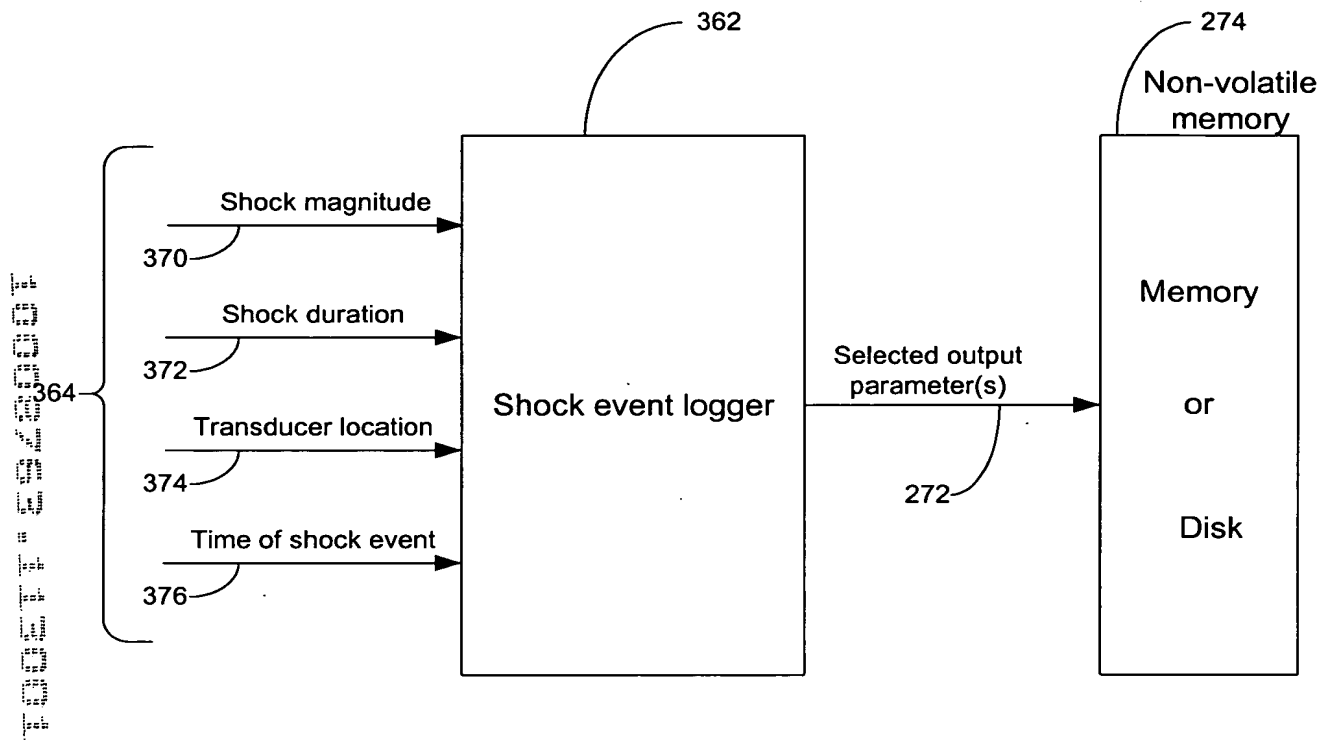 362
274
Non-volatile
memory
Shock magnitude
370
Shock duration
372
364
Transducer location
374
Time of shock event
376
Shock event logger
Selected output
parameter(s)
272
Memory
or
Disk